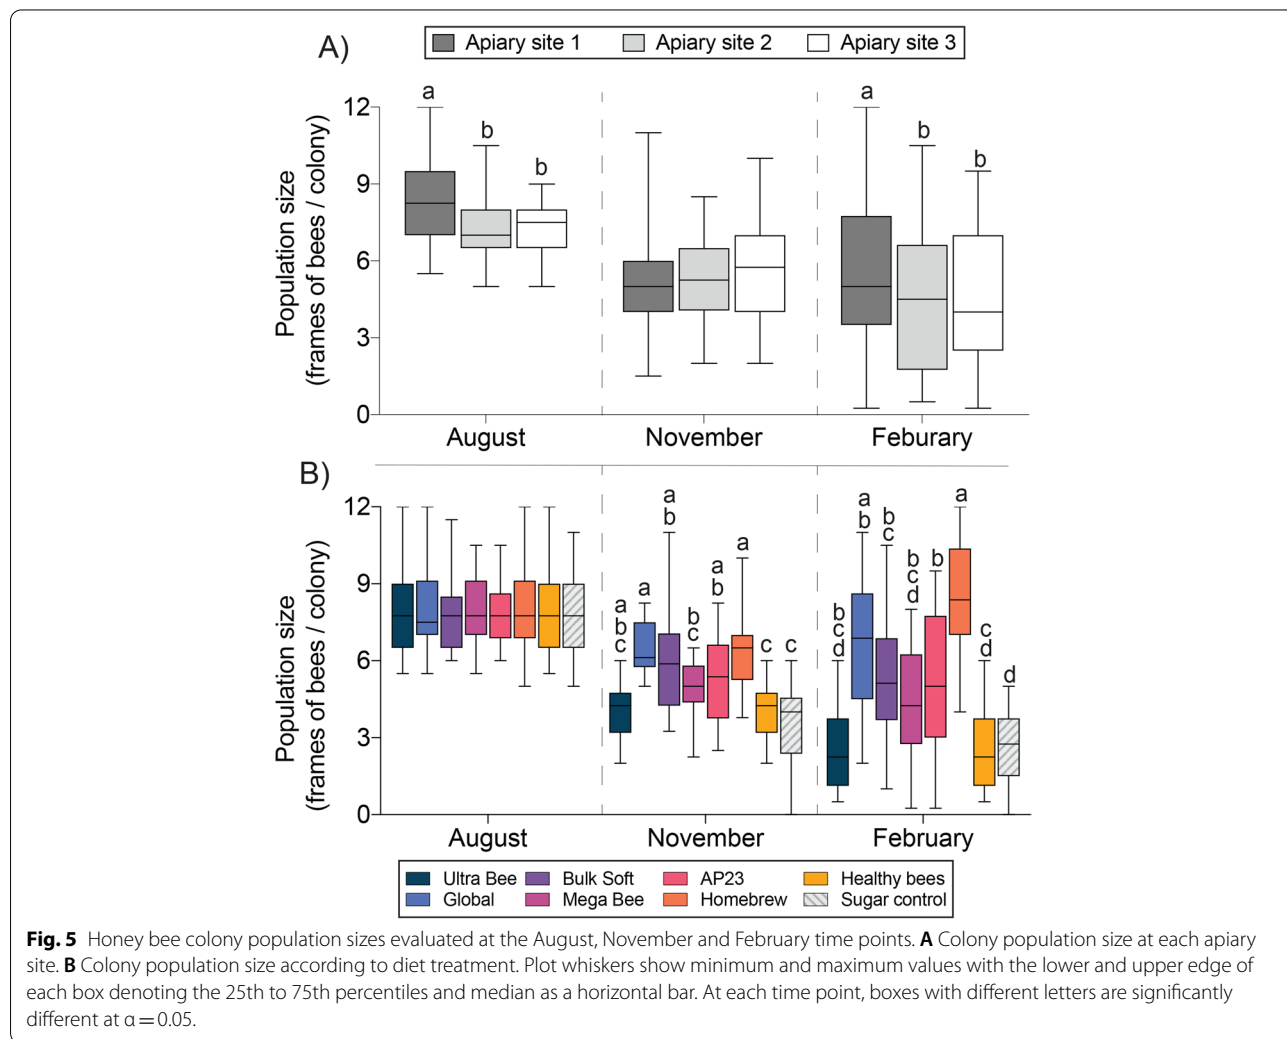 A)
Apiary site 1 Apiary site 2 Apiary site 3
Population size
(frames of bees / colony)
12
9
6
3
0
a b b
a b b
August November Feburary
B)
Population size
(frames of bees / colony)
12
9
6
3
0
a b c
a
a b
b c
a b
a
c
c
b c d
a b
b c
b c d
b
a
c d
d
August November February
Ultra Bee Bulk Soft AP23 Healthy bees
Global Mega Bee Homebrew Sugar control
Fig. 5 Honey bee colony population sizes evaluated at the August, November and February time points. A Colony population size at each apiary
site. B Colony population size according to diet treatment. Plot whiskers show minimum and maximum values with the lower and upper edge of
each box denoting the 25th to 75th percentiles and median as a horizontal bar. At each time point, boxes with different letters are significantly
different at α = 0.05.